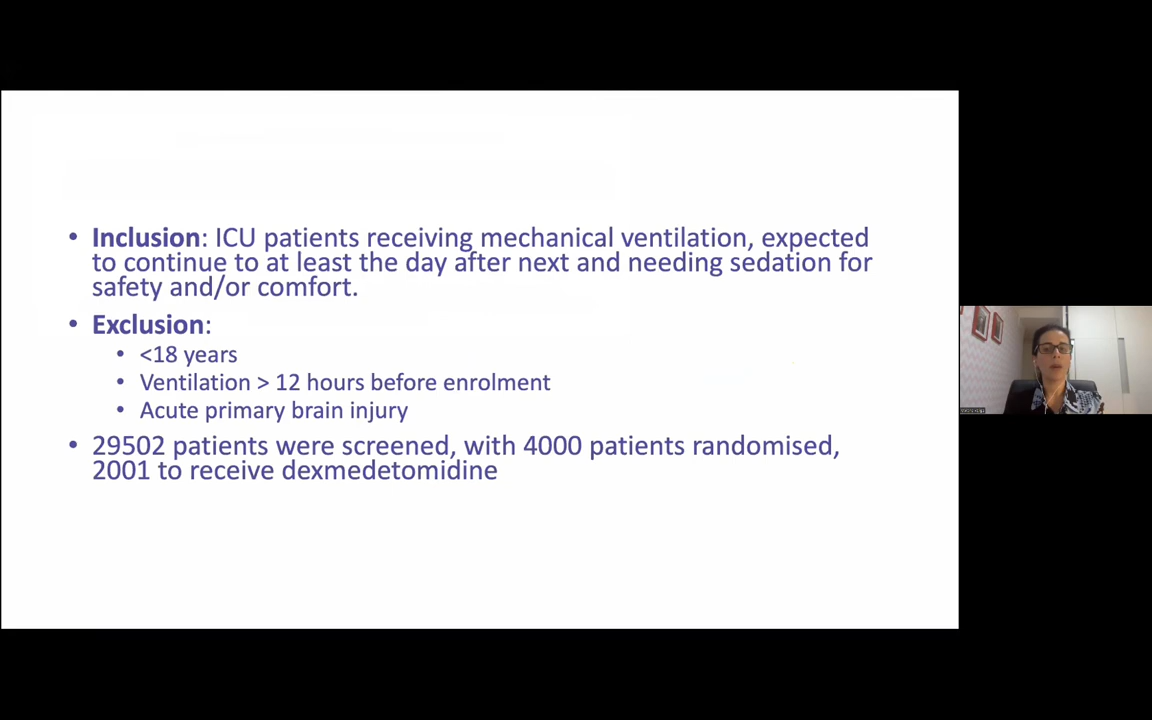 • Inclusion: ICU patients receiving mechanical ventilation, expected
to continue to at least the day after next and needing sedation for
safety and/or comfort.
• Exclusion:
• <18 years
• Ventilation > 12 hours before enrolment
• Acute primary brain injury
• 29502 patients were screened, with 4000 patients randomised,
2001 to receive dexmedetomidine